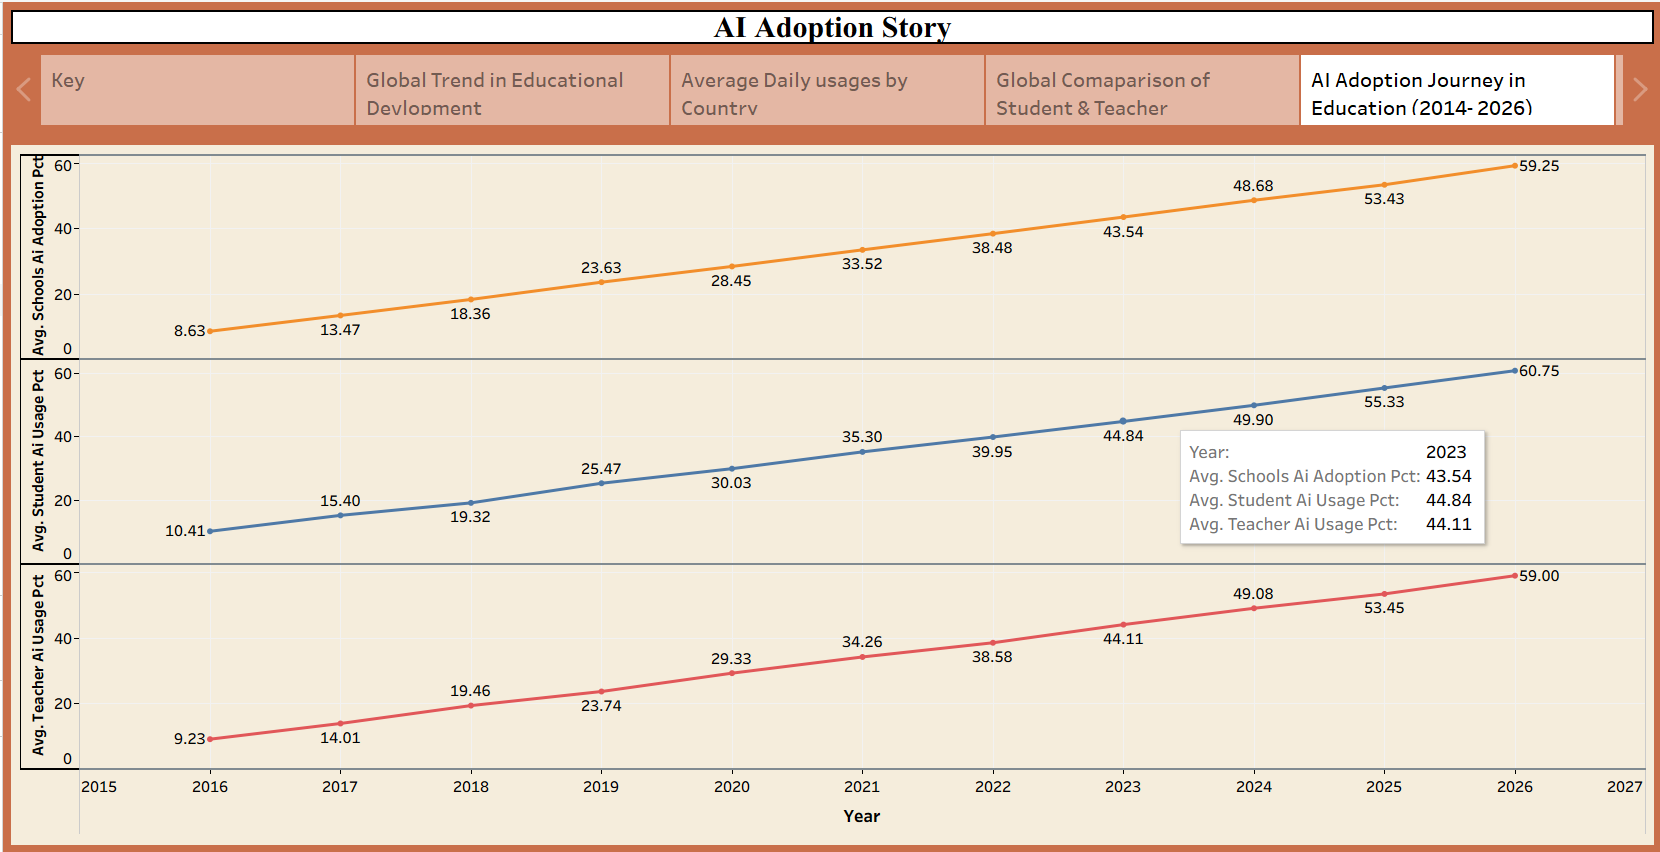 AI Adoption Story
Key
Global Trend in Educational
Devlopment
Average Daily usages by
Country
Global Comaparison of
Student & Teacher
AI Adoption Journey in
Education (2014- 2026)
Avg. Schools Ai Adoption Pct
60
40
20
0
8.63
13.47
18.36
23.63
28.45
33.52
38.48
43.54
48.68
53.43
59.25
Avg. Student Ai Usage Pct
60
40
20
0
10.41
15.40
19.32
25.47
30.03
35.30
39.95
44.84
49.90
55.33
60.75
Year: 2023
Avg. Schools Ai Adoption Pct: 43.54
Avg. Student Ai Usage Pct: 44.84
Avg. Teacher Ai Usage Pct: 44.11
Avg. Teacher Ai Usage Pct
60
40
20
0
9.23
14.01
19.46
23.74
29.33
34.26
38.58
44.11
49.08
53.45
59.00
2015 2016 2017 2018 2019 2020 2021 2022 2023 2024 2025 2026 2027
Year